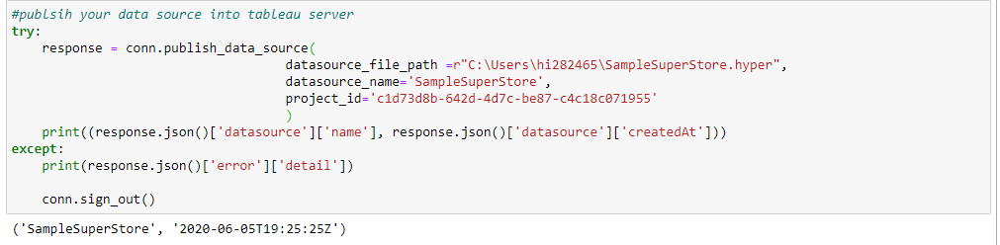 #publsih your data source into tableau server
try:
    response = conn.publish_data_source(
                                datasource_file_path =r"C:\Users\hi282465\SampleSuperStore.hyper",
                                datasource_name='SampleSuperStore',
                                project_id='c1d73d8b-642d-4d7c-be87-c4c18c071955'
                                )
    print((response.json()['datasource']['name'], response.json()['datasource']['createdAt']))
except:
    print(response.json()['error']['detail'])

    conn.sign_out()
('SampleSuperStore', '2020-06-05T19:25:25Z')